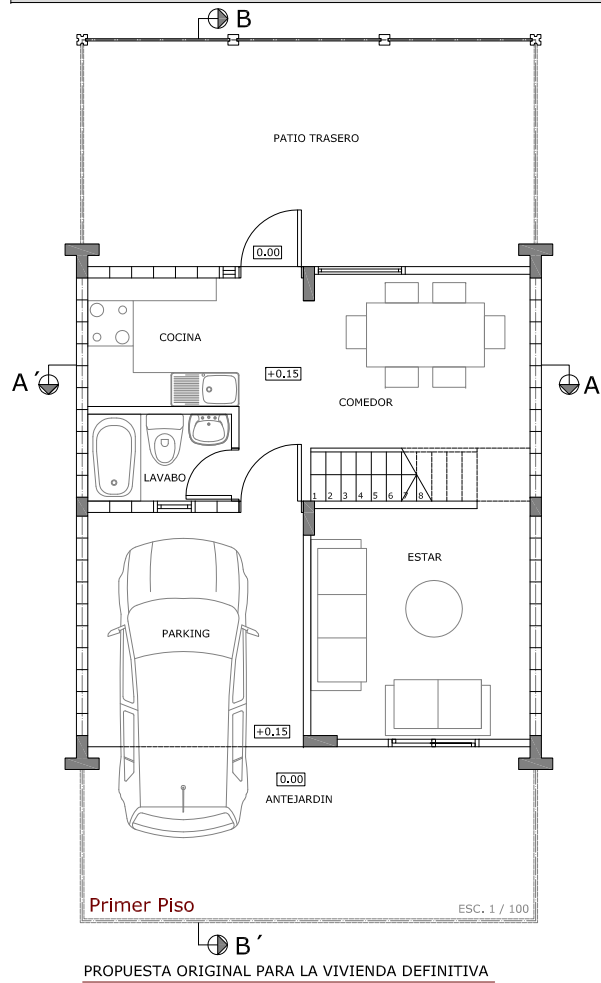 B
PATIO TRASERO
0.00
COCINA
A´
+0.15
A
COMEDOR
LAVABO
1 2 3 4 5 6 7 8
ESTAR
PARKING
+0.15
0.00
ANTEJARDIN
Primer Piso
ESC. 1 / 100
B´
PROPUESTA ORIGINAL PARA LA VIVIENDA DEFINITIVA